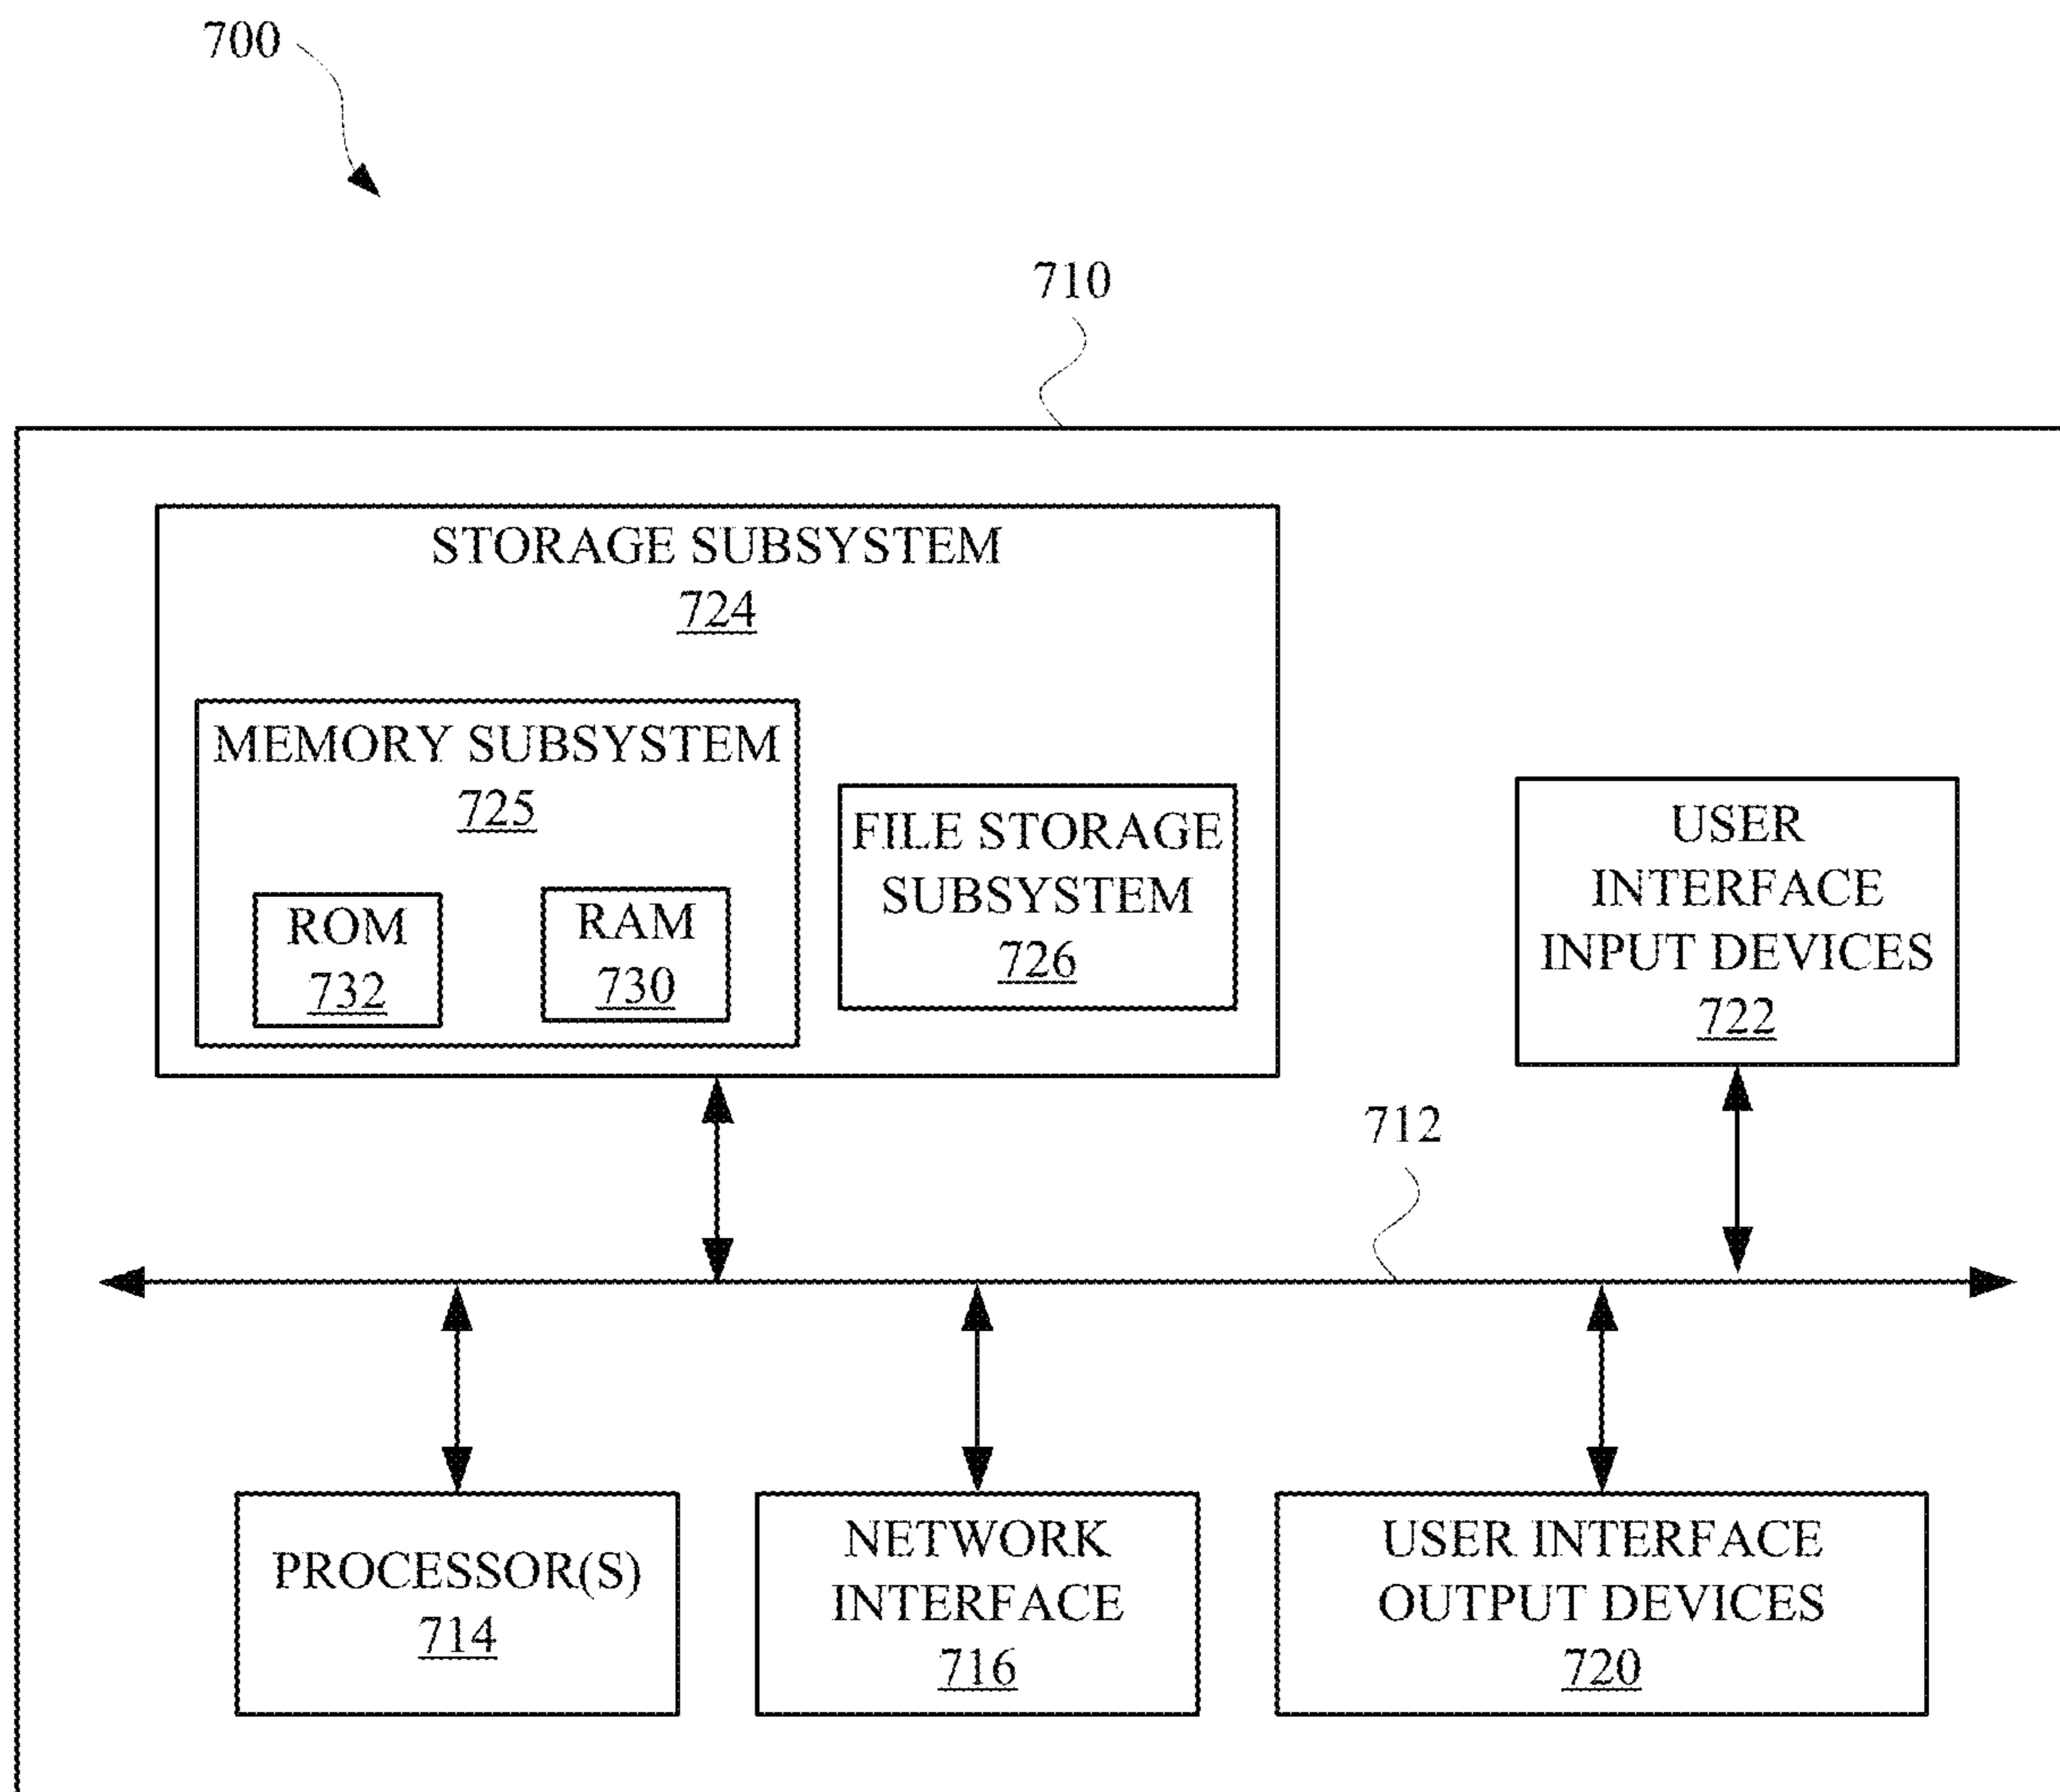 700
710
STORAGE SUBSYSTEM
724
MEMORY SUBSYSTEM
725
ROM
732
RAM
730
FILE STORAGE
SUBSYSTEM
726
USER
INTERFACE
INPUT DEVICES
722
712
PROCESSOR(S)
714
NETWORK
INTERFACE
716
USER INTERFACE
OUTPUT DEVICES
720